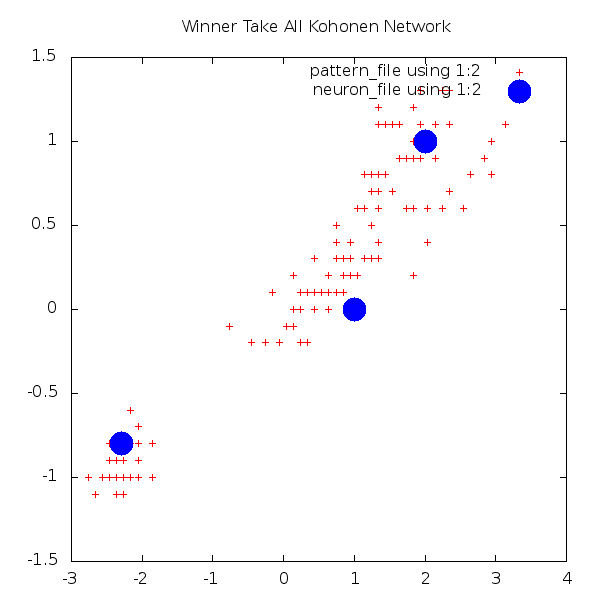 Winner Take All Kohonen Network
1.5
pattern_file using 1:2
neuron_file using 1:2
1
0.5
0
-0.5
-1
-1.5
-3 -2 -1 0 1 2 3 4